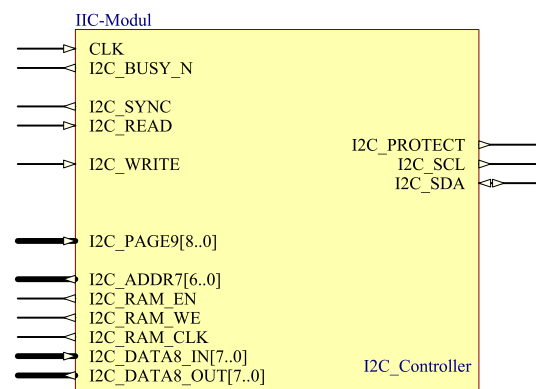 IIC-Modul
CLK
I2C_BUSY_N
I2C_SYNC
I2C_READ
I2C_WRITE
I2C_PAGE9[8..0]
I2C_ADDR7[6..0]
I2C_RAM_EN
I2C_RAM_WE
I2C_RAM_CLK
I2C_DATA8_IN[7..0]
I2C_DATA8_OUT[7..0]
I2C_PROTECT
I2C_SCL
I2C_SDA
I2C_Controller